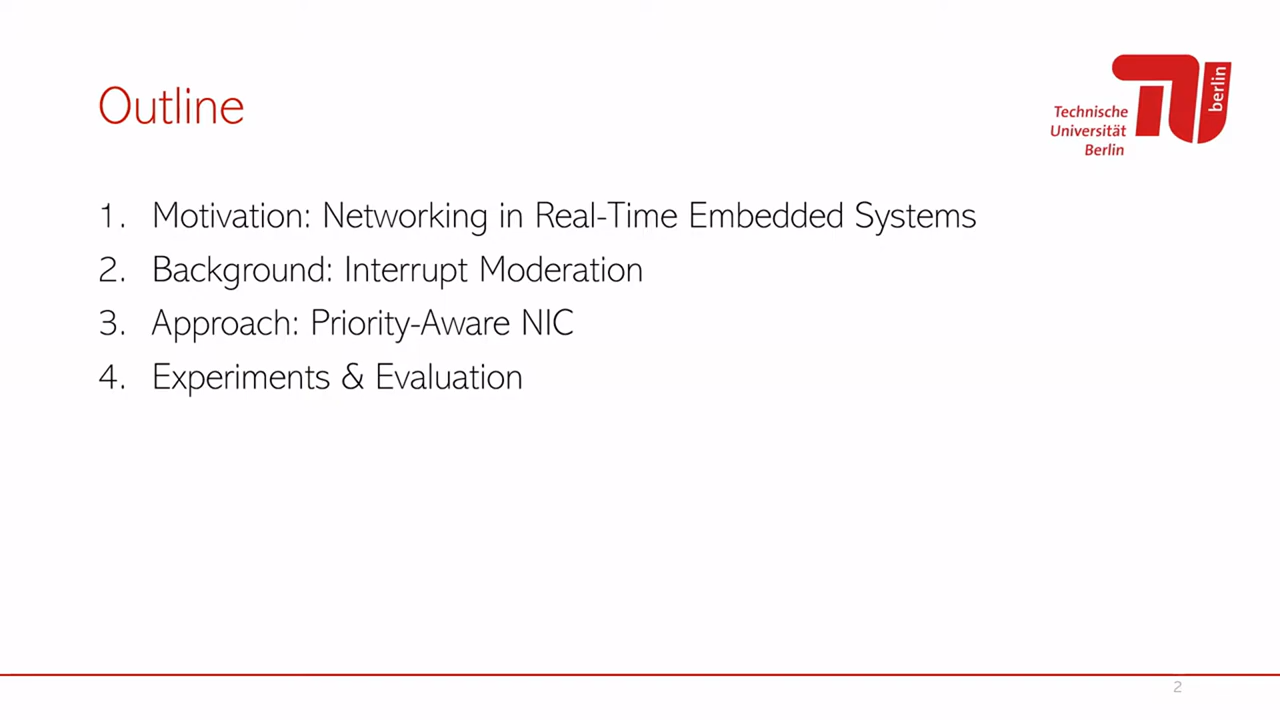 Outline
Technische
Universität
Berlin
berlin
1. Motivation: Networking in Real-Time Embedded Systems
2. Background: Interrupt Moderation
3. Approach: Priority-Aware NIC
4. Experiments & Evaluation
2